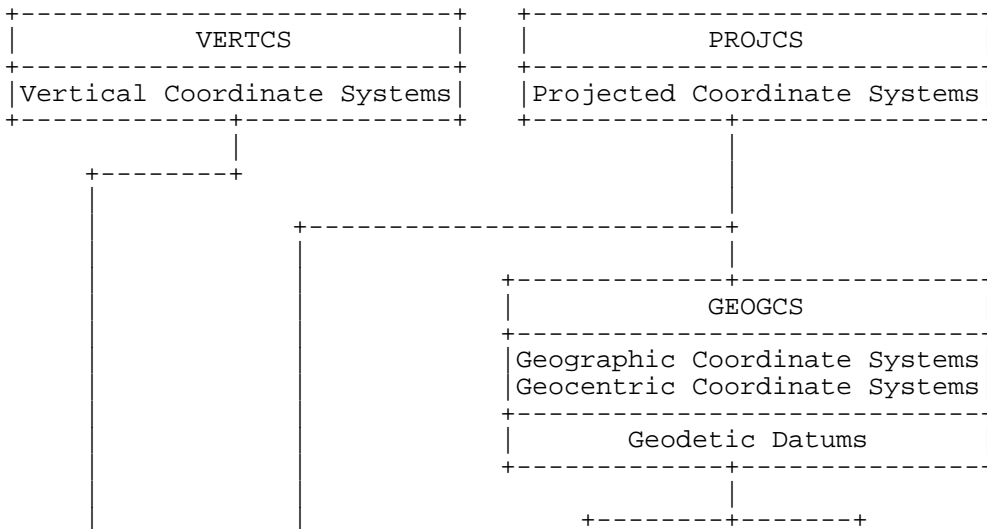 VERTCS
PROJCS
Vertical Coordinate Systems
Projected Coordinate Systems
GEOGCS
Geographic Coordinate Systems
Geocentric Coordinate Systems
Geodetic Datums